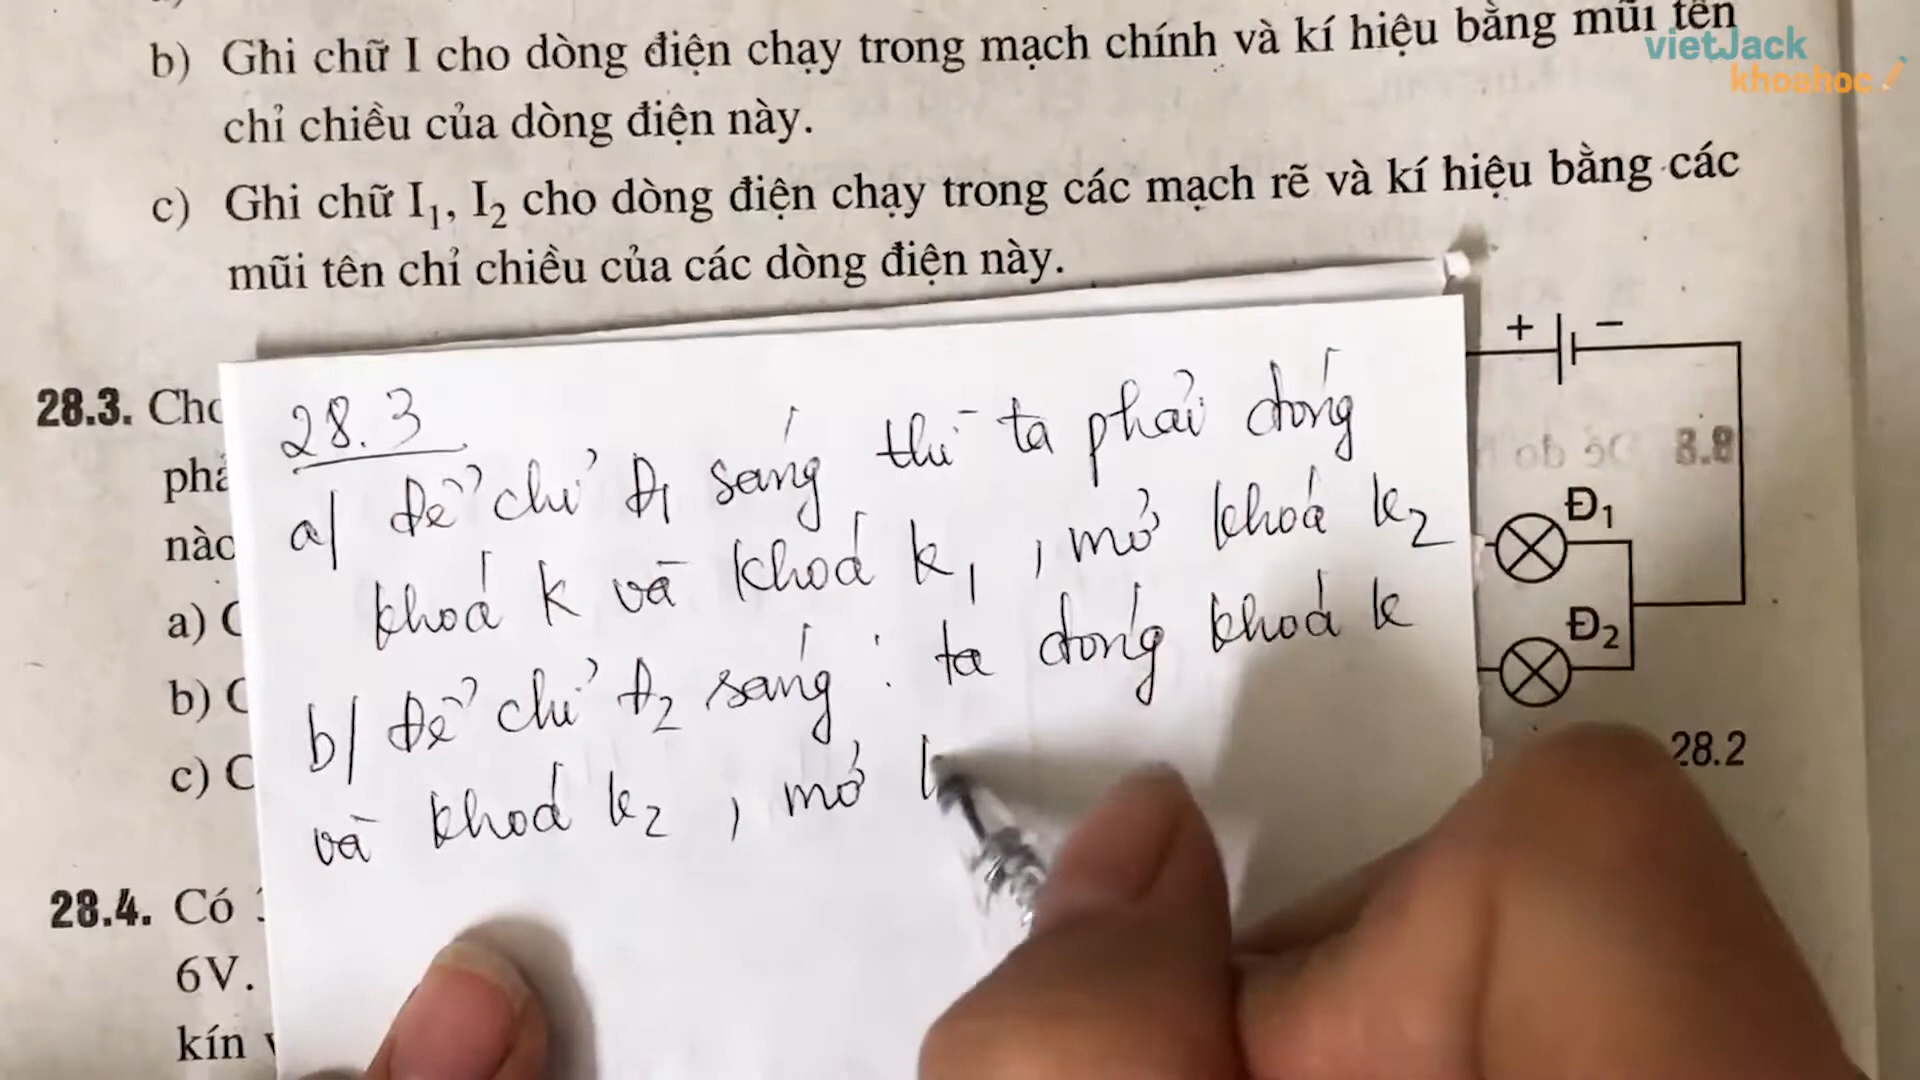 b) Ghi chữ I cho dòng điện chạy trong mạch chính và kí hiệu bằng mũi tên
vietJack
khoahoc
chỉ chiều của dòng điện này.
c) Ghi chữ I₁, I₂ cho dòng điện chạy trong các mạch rẽ và kí hiệu bằng các
mũi tên chỉ chiều của các dòng điện này.
+ −
28.3. Chc
phả
nào
a) C
b) C
c) C
28.3
a/ Để chỉ Đ₁ sáng thì ta phải đóng
khoá K và khoá k₁, mở khoá k₂
b/ Để chỉ Đ₂ sáng: ta đóng khoá k
và khoá k₂, mở
8.8
Đ₁
Đ₂
28.2
28.4. Có
6V.
kín